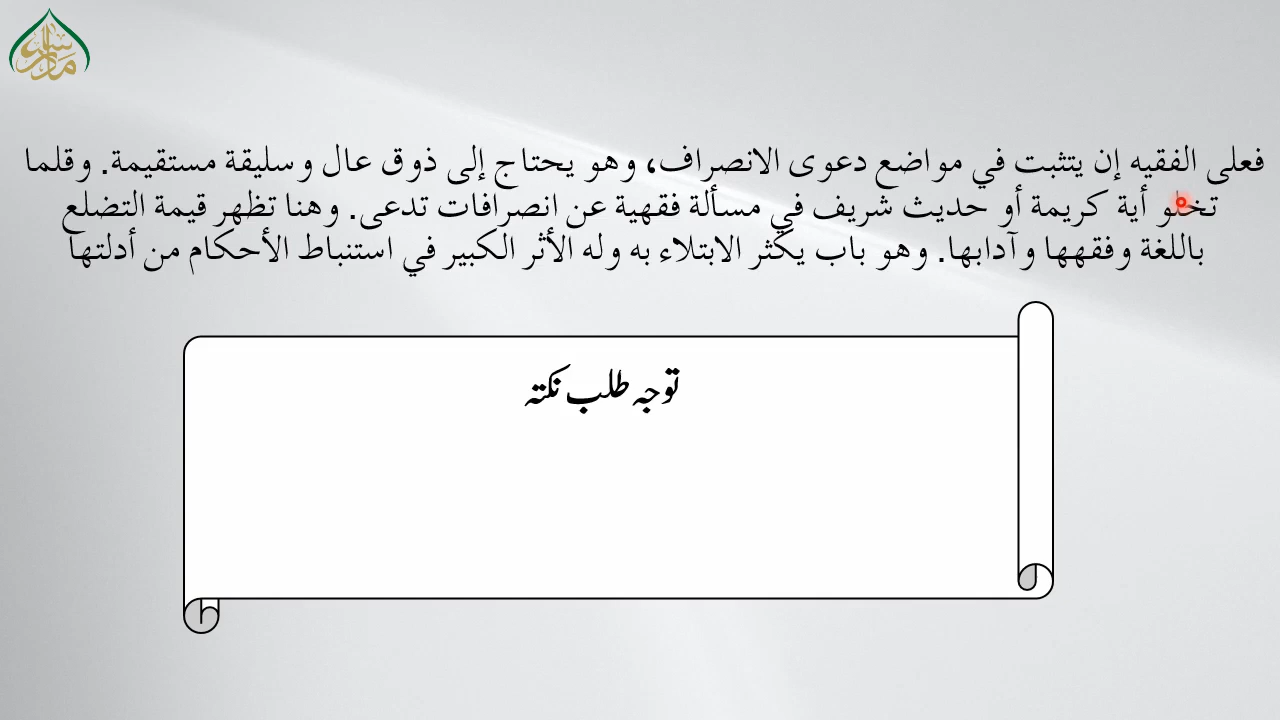 فعلى الفقيه إن يتثبت في مواضع دعوى الانصراف، وهو يحتاج إلى ذوق عال وسليقة مستقيمة. وقلما
تخلو أية كريمة أو حديث شريف في مسألة فقهية عن انصرافات تدعى. وهنا تظهر قيمة التضلع
باللغة وفقهها وآدابها. وهو باب يكثر الابتلاء به وله الأثر الكبير في استنباط الأحكام من أدلتها
توجہ طلب نکتہ